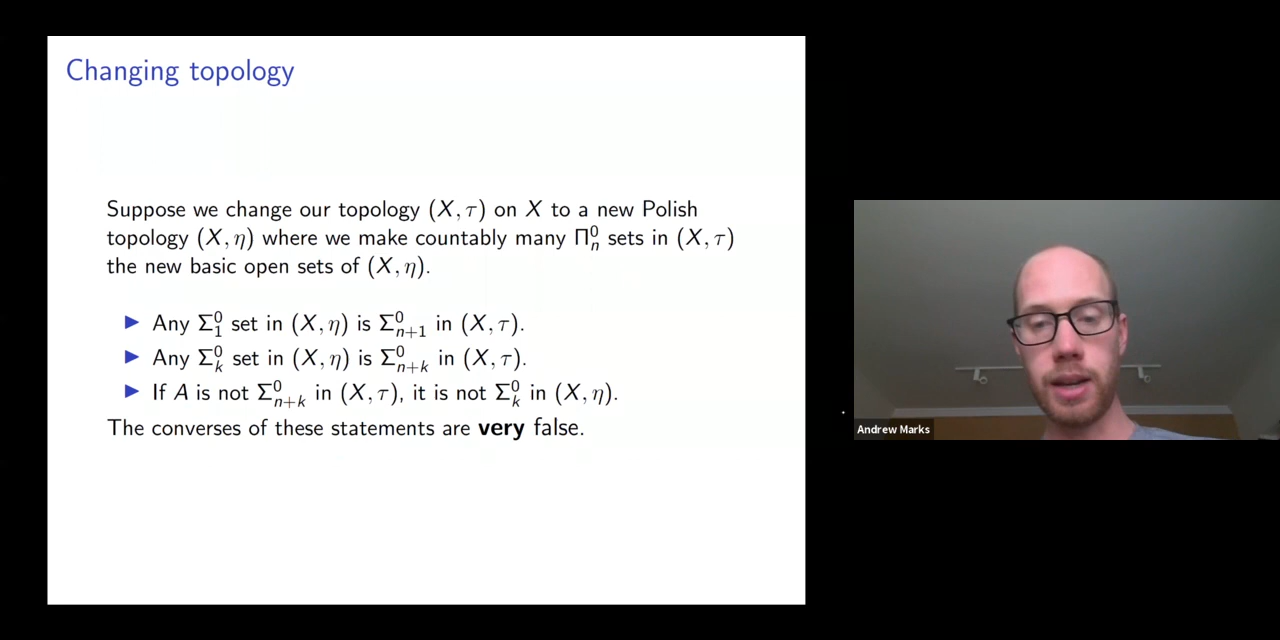 Changing topology
Suppose we change our topology (X, τ) on X to a new Polish
topology (X, η) where we make countably many Π⁰ₙ sets in (X, τ)
the new basic open sets of (X, η).
▶ Any Σ⁰₁ set in (X, η) is Σ⁰ₙ₊₁ in (X, τ).
▶ Any Σ⁰ₖ set in (X, η) is Σ⁰ₙ₊ₖ in (X, τ).
▶ If A is not Σ⁰ₙ₊ₖ in (X, τ), it is not Σ⁰ₖ in (X, η).
The converses of these statements are very false.
Andrew Marks